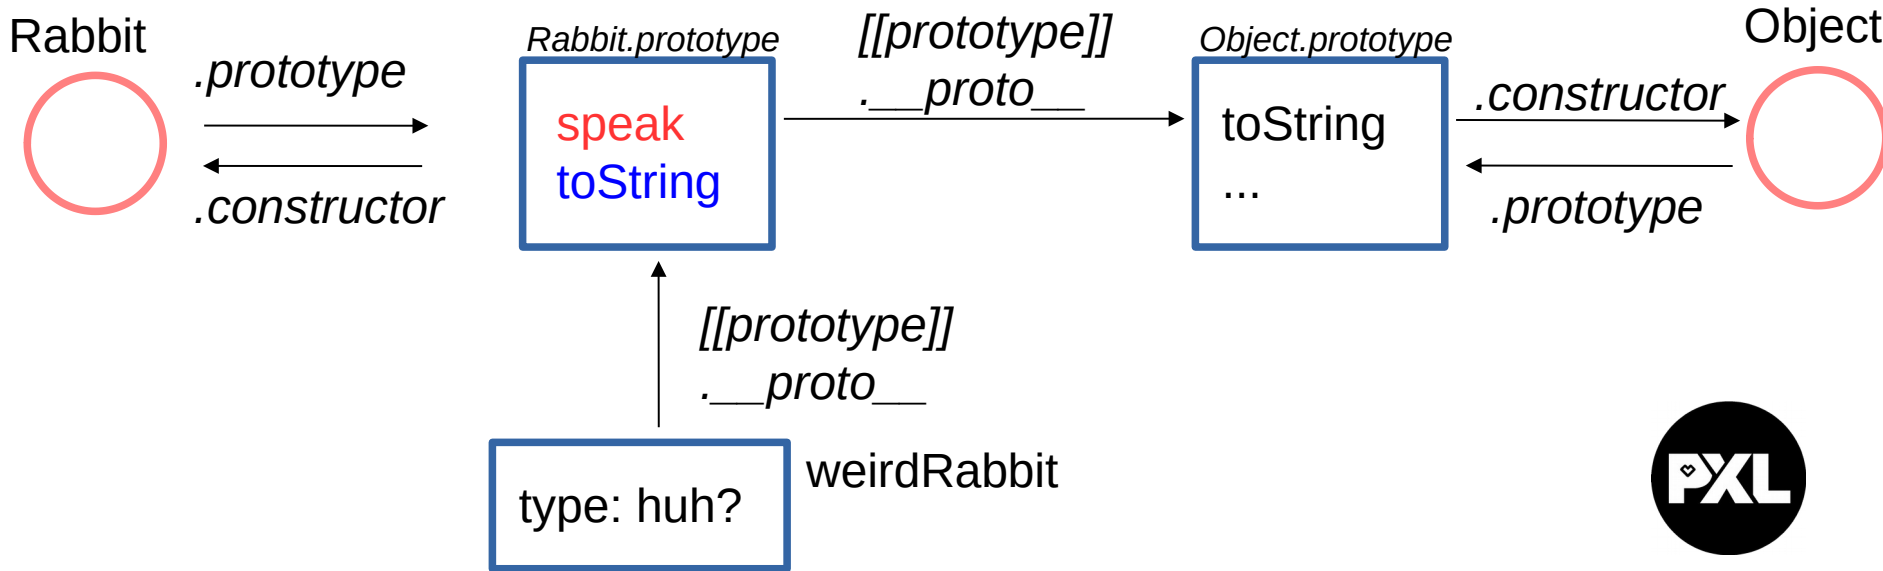 Rabbit
.prototype
.constructor
Rabbit.prototype
speak
toString
[[prototype]]
.__proto__
Object.prototype
toString
...
.constructor
.prototype
Object
[[prototype]]
.__proto__
type: huh?
weirdRabbit
PXL